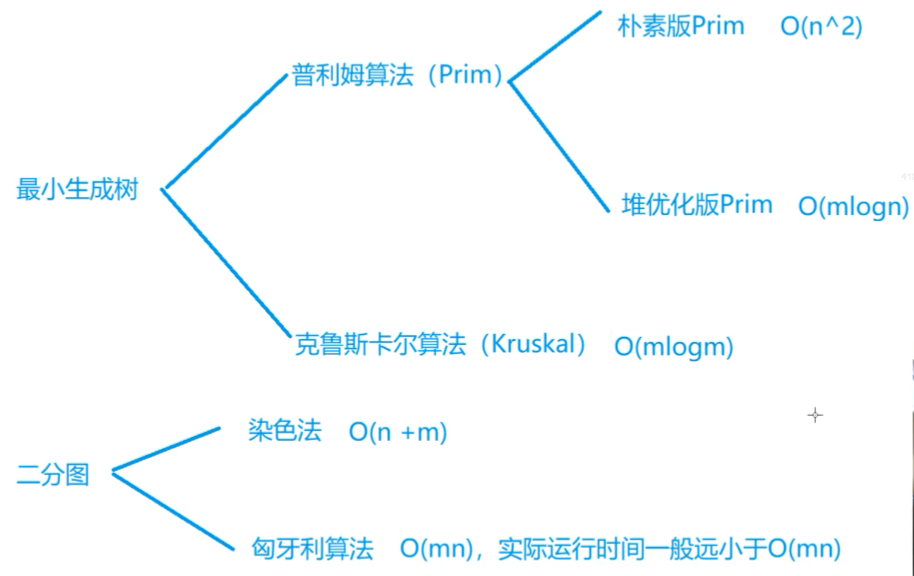 朴素版Prim O(n^2)
普利姆算法（Prim）
最小生成树
堆优化版Prim O(mlogn)
克鲁斯卡尔算法（Kruskal） O(mlogm)
染色法 O(n +m)
二分图
匈牙利算法 O(mn)，实际运行时间一般远小于O(mn)